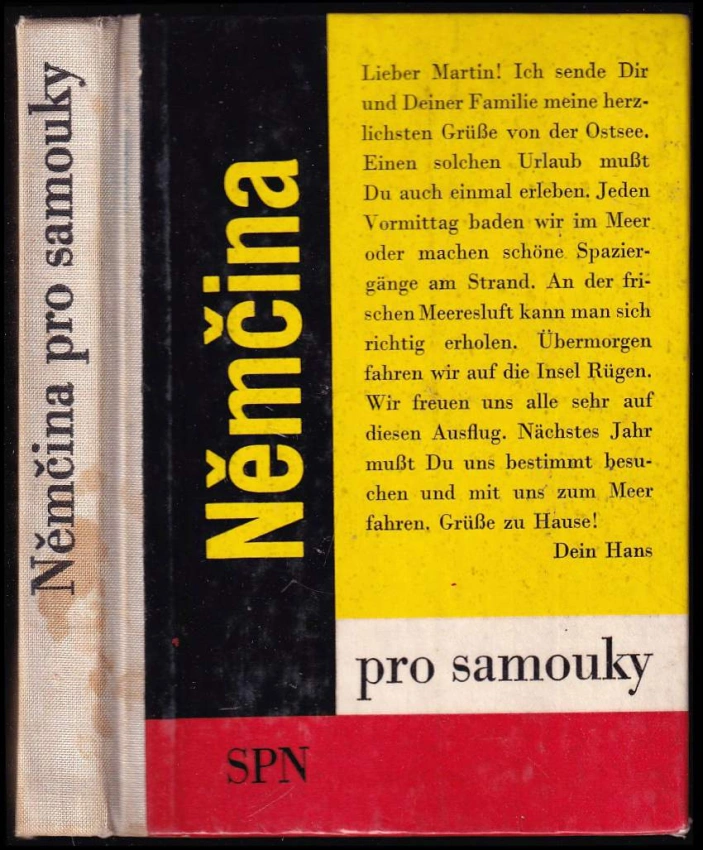 Němčina pro samouky
Němčina
Lieber Martin! Ich sende Dir
und Deiner Familie meine herz-
lichsten Grüße von der Ostsee.
Einen solchen Urlaub mußt
Du auch einmal erleben. Jeden
Vormittag baden wir im Meer
oder machen schöne Spazier-
gänge am Strand. An der fri-
schen Meeresluft kann man sich
richtig erholen. Übermorgen
fahren wir auf die Insel Rügen.
Wir freuen uns alle sehr auf
diesen Ausflug. Nächstes Jahr
mußt Du uns bestimmt besu-
chen und mit uns zum Meer
fahren. Grüße zu Hause!
Dein Hans
pro samouky
SPN